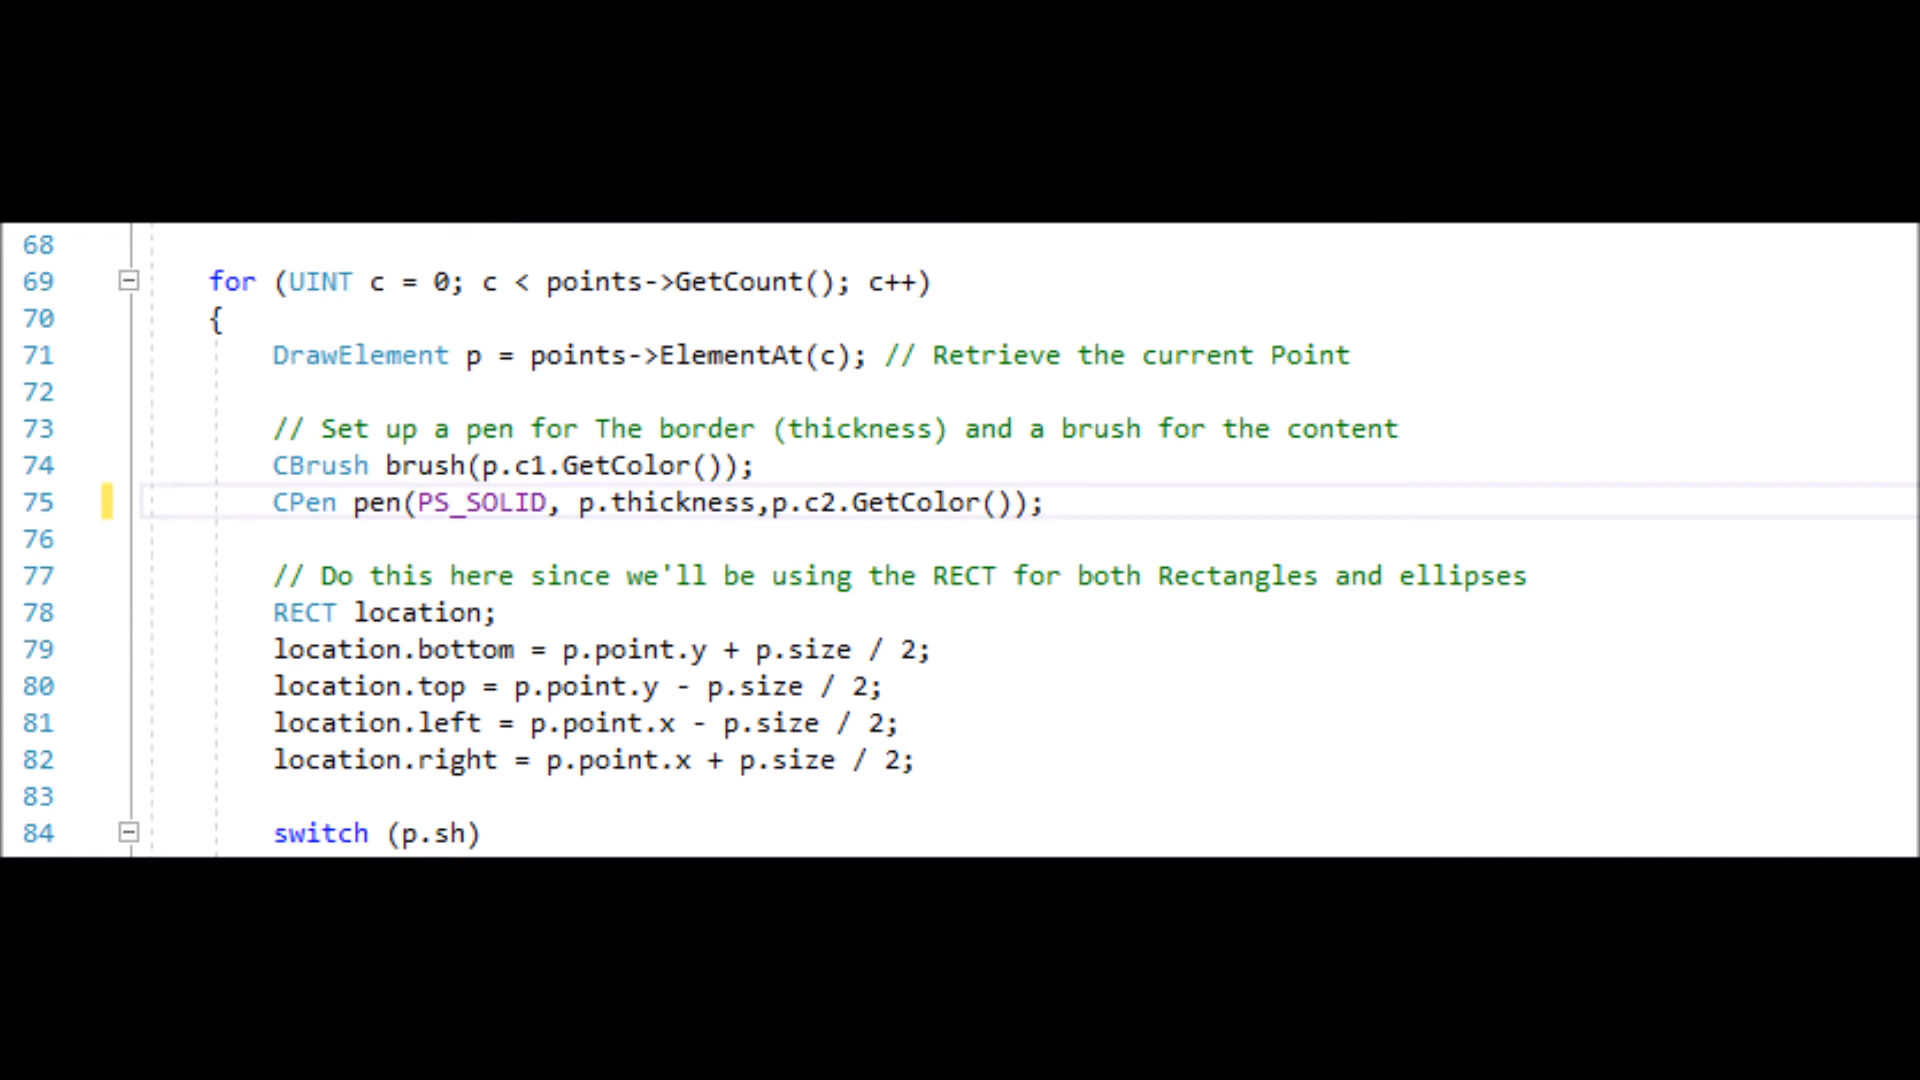 68
69 for (UINT c = 0; c < points->GetCount(); c++)
70 {
71 DrawElement p = points->ElementAt(c); // Retrieve the current Point
72
73 // Set up a pen for The border (thickness) and a brush for the content
74 CBrush brush(p.c1.GetColor());
75 CPen pen(PS_SOLID, p.thickness,p.c2.GetColor());
76
77 // Do this here since we'll be using the RECT for both Rectangles and ellipses
78 RECT location;
79 location.bottom = p.point.y + p.size / 2;
80 location.top = p.point.y - p.size / 2;
81 location.left = p.point.x - p.size / 2;
82 location.right = p.point.x + p.size / 2;
83
84 switch (p.sh)